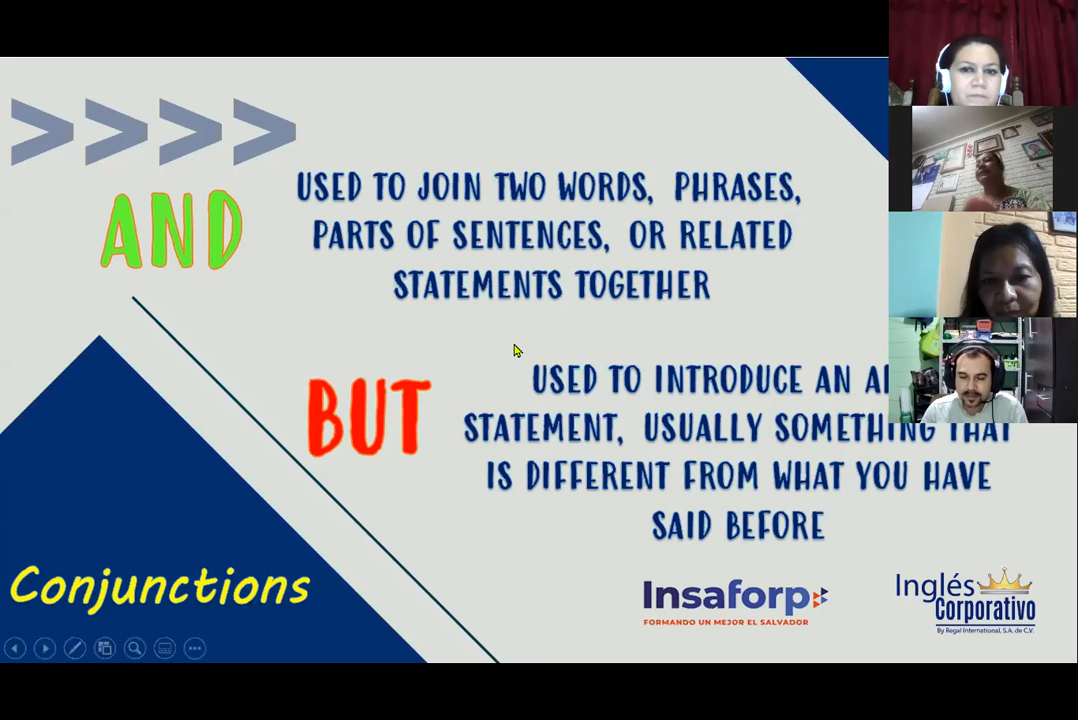 AND
USED TO JOIN TWO WORDS, PHRASES,
PARTS OF SENTENCES, OR RELATED
STATEMENTS TOGETHER
BUT
USED TO INTRODUCE AN
STATEMENT, USUALLY SOMETHING THAT
IS DIFFERENT FROM WHAT YOU HAVE
SAID BEFORE
Conjunctions
Insaforp
FORMANDO UN MEJOR EL SALVADOR
Inglés
Corporativo
By Regal International, S.A. de C.V.